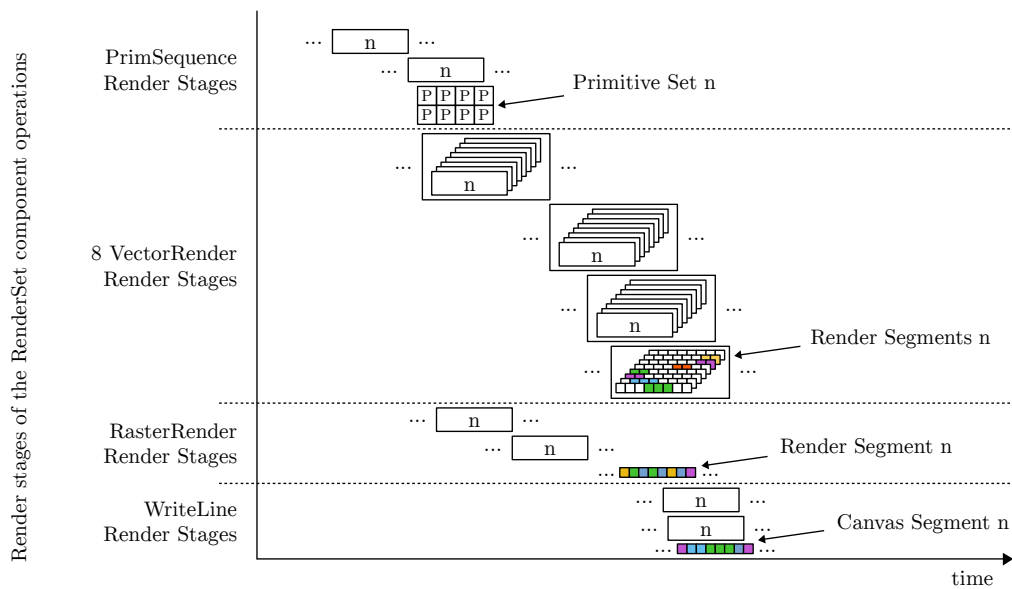 Render stages of the RenderSet component operations
PrimSequence
Render Stages
... n ...
... n ...
P P P P
P P P P
Primitive Set n
8 VectorRender
Render Stages
... n ...
... n ...
... n ...
... ...
Render Segments n
RasterRender
Render Stages
... n ...
... n ...
... ...
Render Segment n
WriteLine
Render Stages
... n ...
... n ...
... ...
Canvas Segment n
time